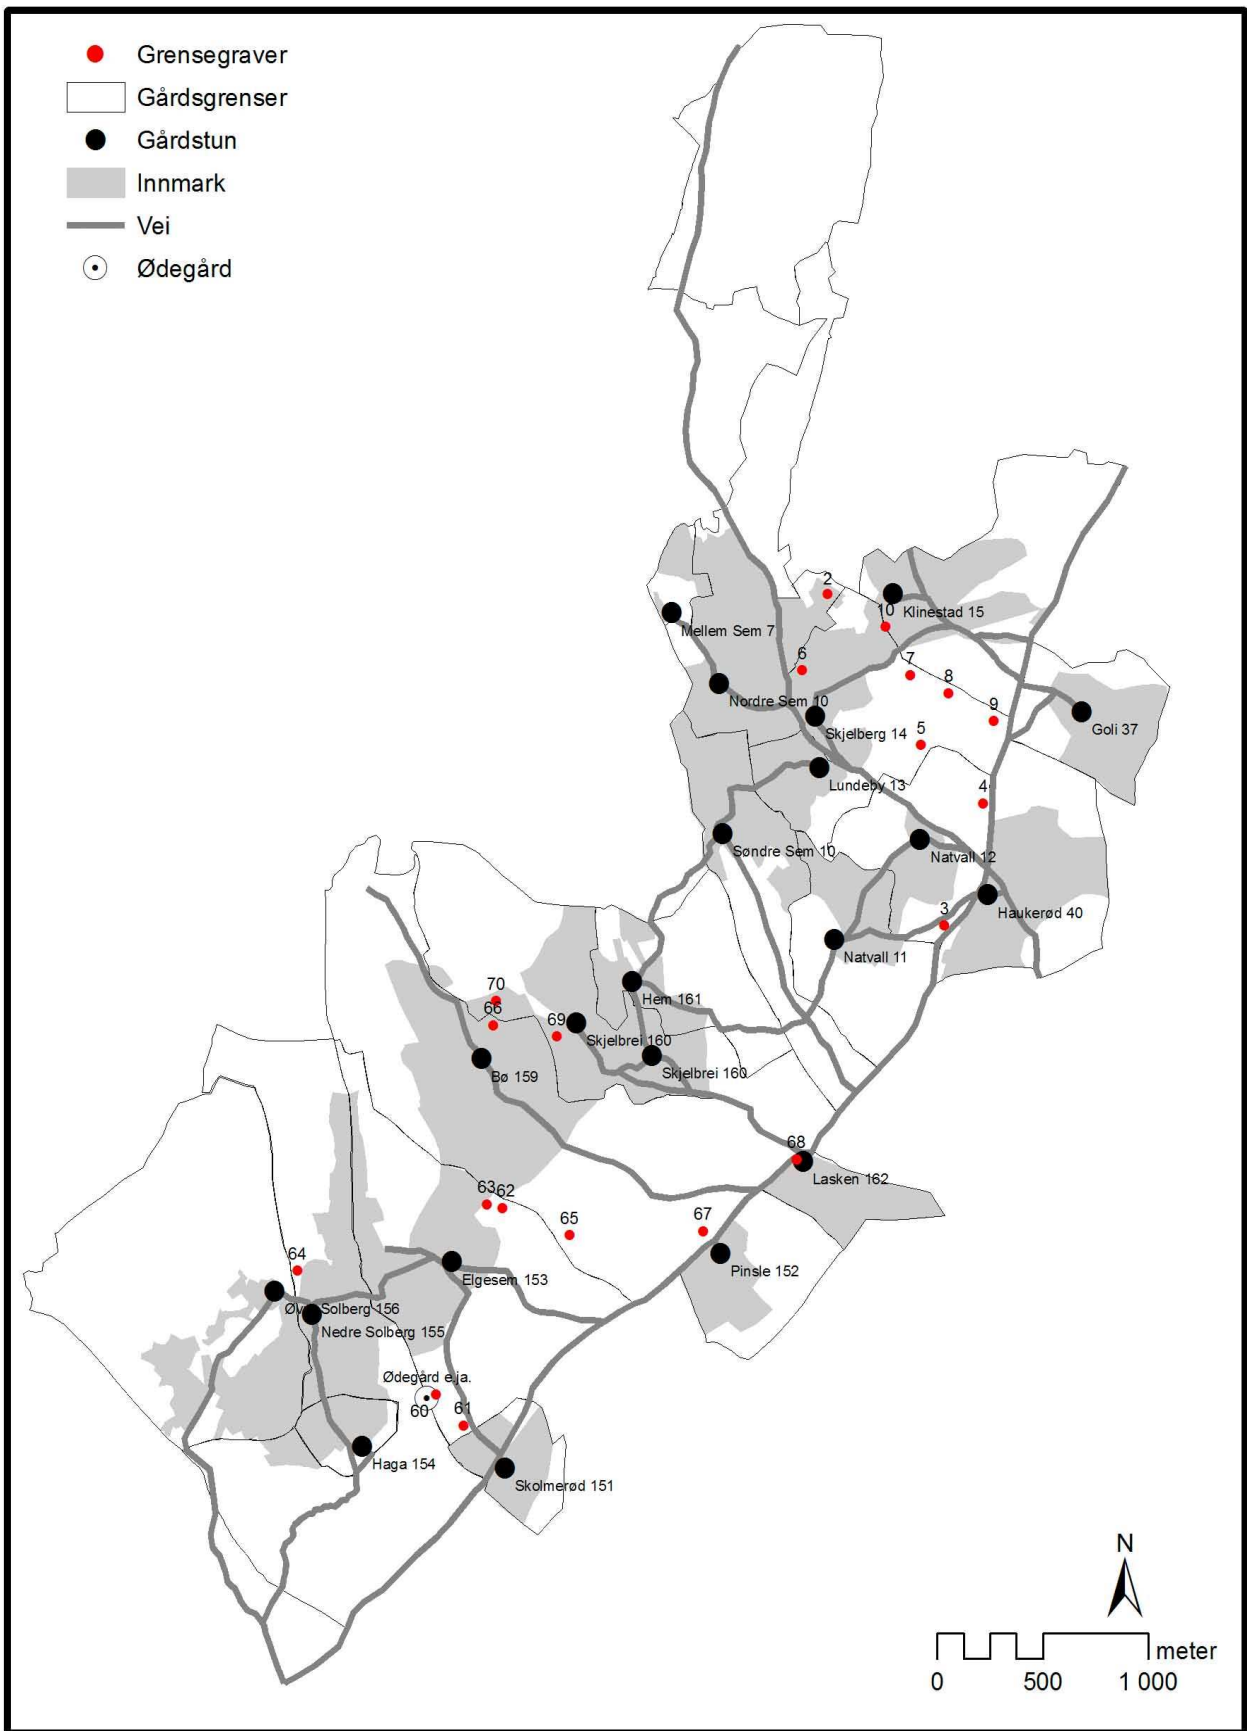 Grensegraver
Gårdsgrenser
Gårdstun
Innmark
Vei
Ødegård
2
Klinestad 15
10
Mellem Sem 7
6
7
8
Nordre Sem 10
9
Skjelberg 14
5
Goli 37
Lundeby 13
4
Søndre Sem 10
Natvall 12
3
Haukerød 40
Natvall 11
70
Hem 161
66
69
Skjelbrei 160
Bø 159
Skjelbrei 160
68
Lasken 162
63
62
65
67
64
Pinsle 152
Elgesem 153
Solberg 156
Nedre Solberg 155
Ødegård e.ja.
60
61
Haga 154
Skolmerød 151
N
meter
0 500 1 000